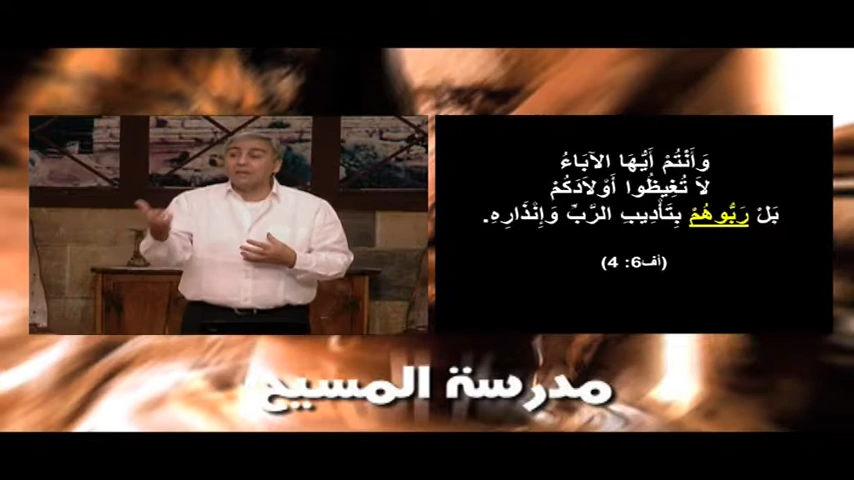 وَأَنْتُمْ أَيُّهَا الآبَاءُ
لاَ تُغِيظُوا أَوْلاَدَكُمْ
بَلْ رَبُّوهُمْ بِتَأْدِيبِ الرَّبِّ وَإِنْذَارِهِ.
(أف6: 4)
مدرسة المسيح